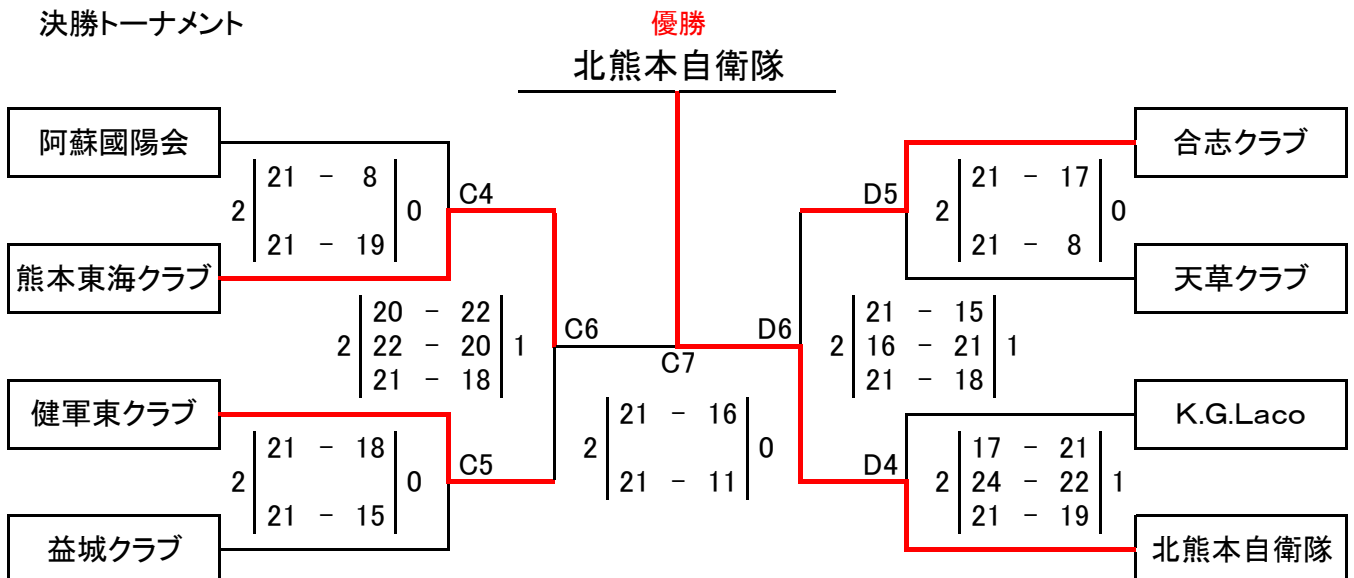 決勝トーナメント
優勝
北熊本自衛隊
阿蘇國陽会
合志クラブ
21 - 8
2 0
21 - 19
C4
D5
21 - 17
2 0
21 - 8
熊本東海クラブ
天草クラブ
20 - 22
2 22 - 20 1
21 - 18
C6
C7
D6
21 - 15
2 16 - 21 1
21 - 18
健軍東クラブ
K.G.Laco
21 - 18
2 0
21 - 15
C5
21 - 16
2 0
21 - 11
D4
17 - 21
2 24 - 22 1
21 - 19
益城クラブ
北熊本自衛隊